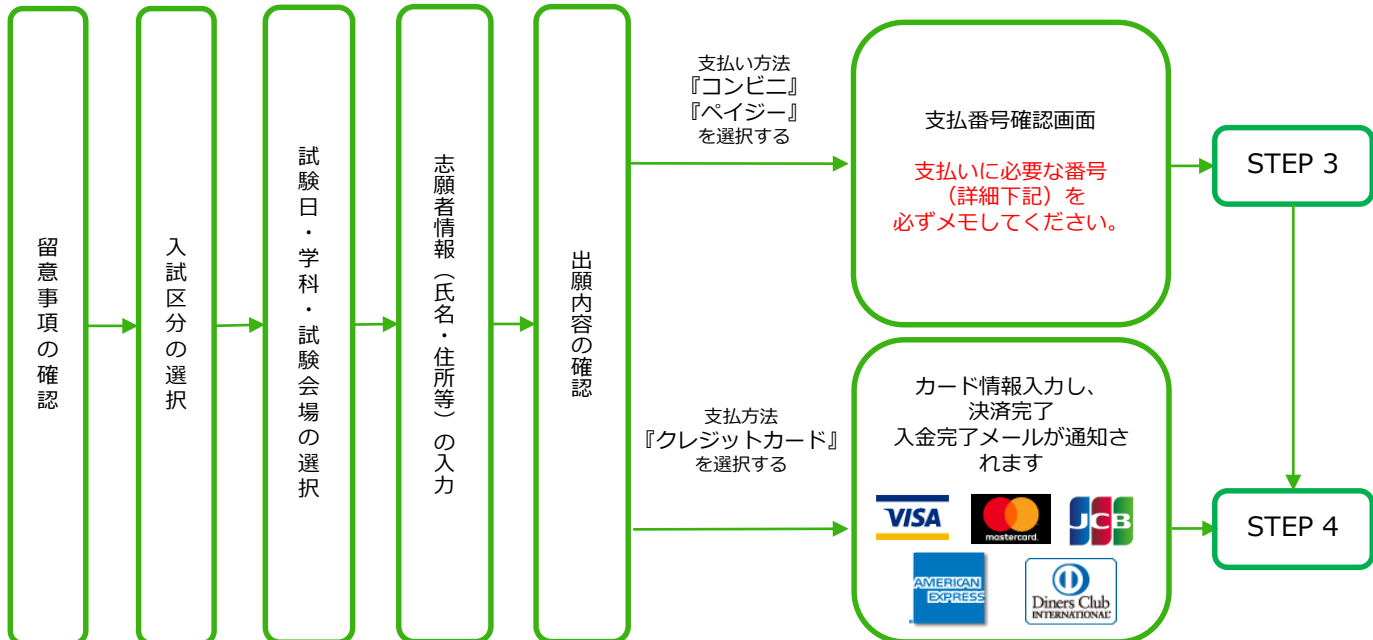 留意事項の確認
入試区分の選択
試験日・学科・試験会場の選択
志願者情報（氏名・住所等）の入力
出願内容の確認
支払い方法
『コンビニ』
『ペイジー』
を選択する
支払番号確認画面
支払いに必要な番号
（詳細下記）を
必ずメモしてください。
STEP 3
支払方法
『クレジットカード』
を選択する
カード情報入力し、
決済完了
入金完了メールが通知さ
れます
VISA
mastercard.
JCB
AMERICAN
EXPRESS
Diners Club
INTERNATIONAL
STEP 4